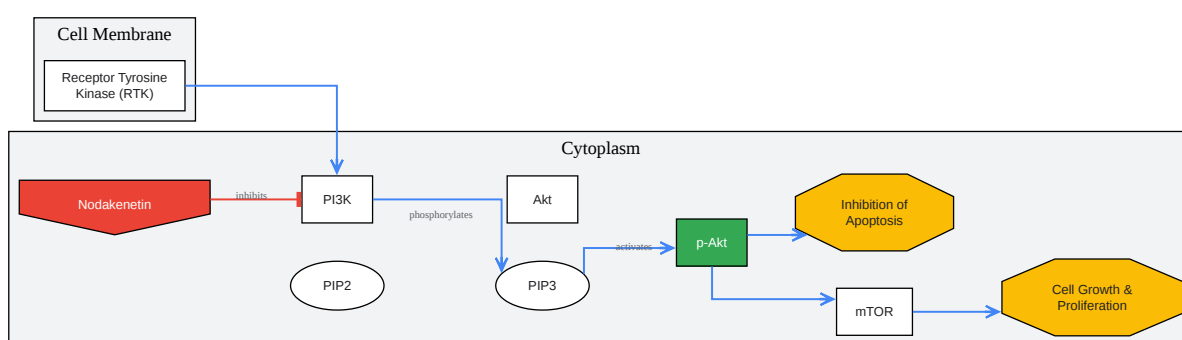 Cell Membrane
Receptor Tyrosine
Kinase (RTK)
Cytoplasm
Nodakenetin
inhibits
PI3K
phosphorylates
Akt
PIP2
PIP3
activates
p-Akt
Inhibition of
Apoptosis
mTOR
Cell Growth &
Proliferation